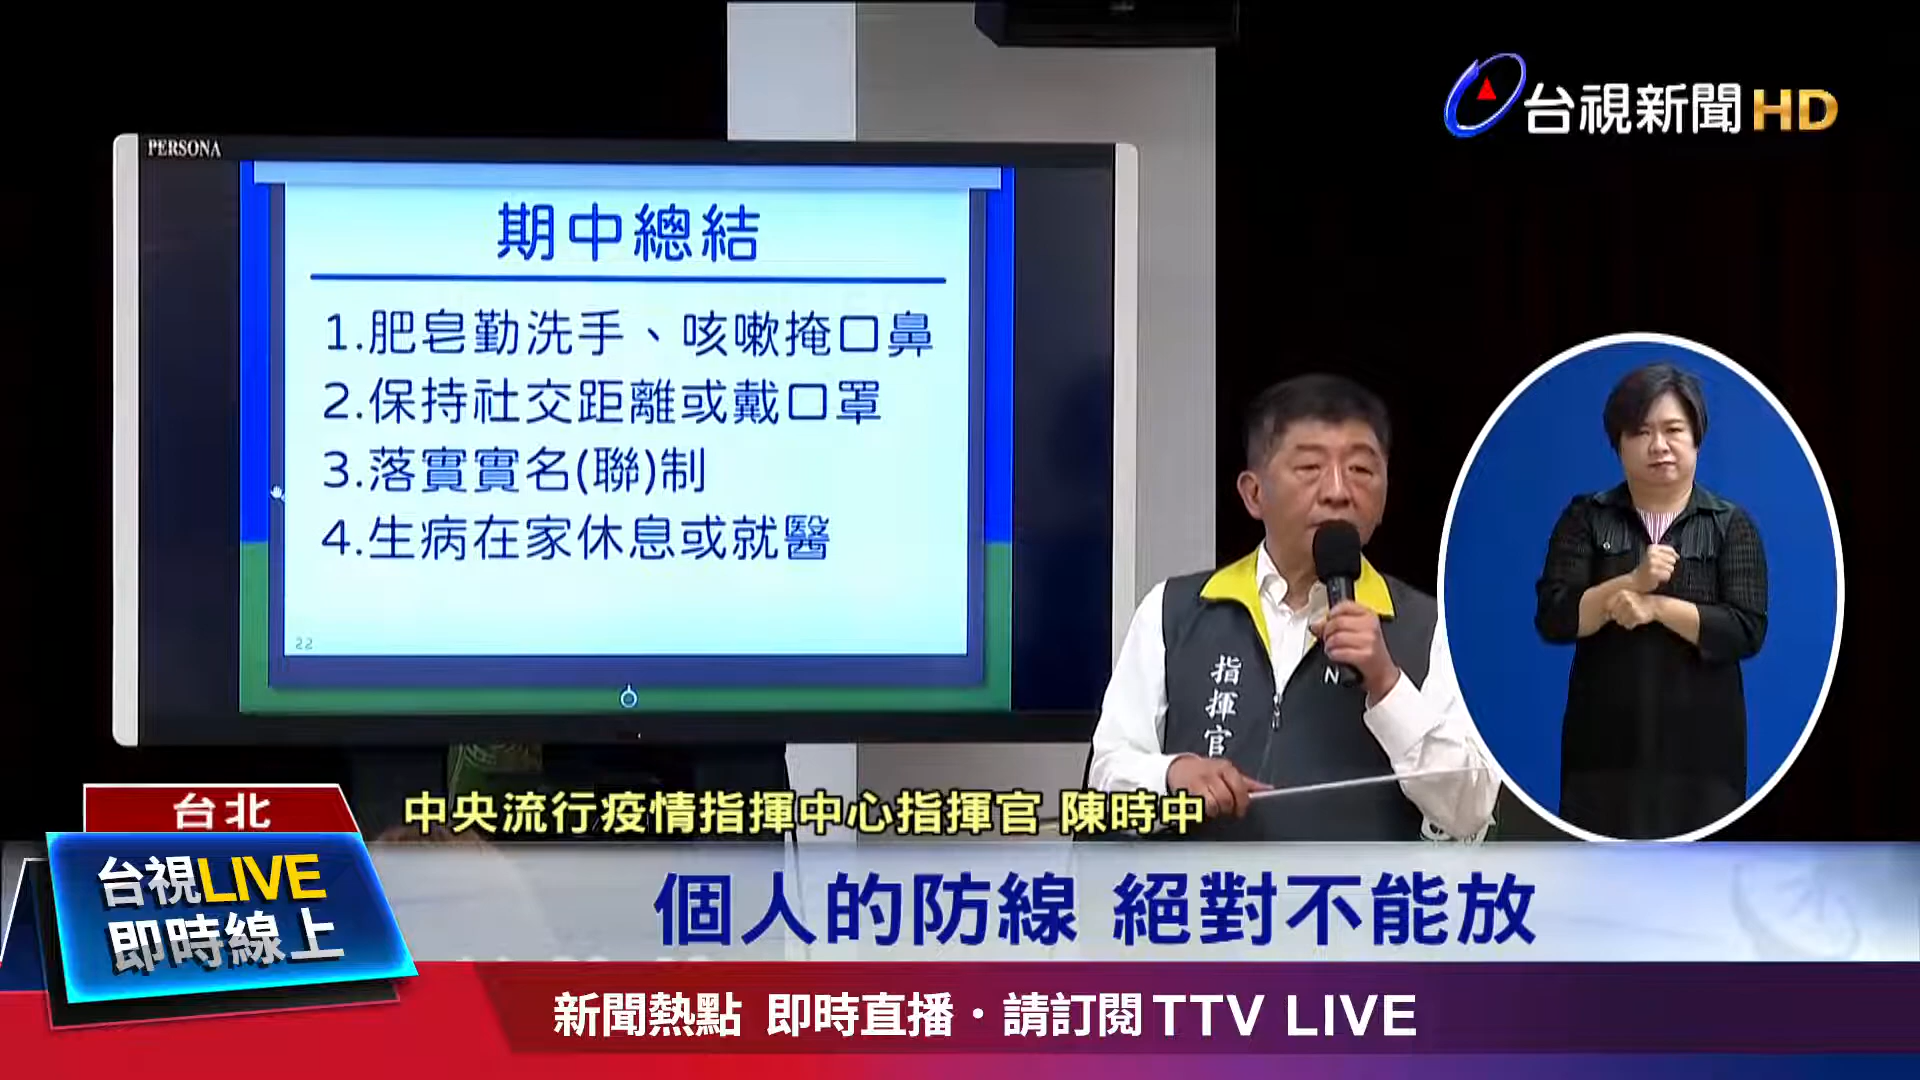 台視新聞HD
PERSONA
期中總結
1.肥皂勤洗手、咳嗽掩口鼻
2.保持社交距離或戴口罩
3.落實實名(聯)制
4.生病在家休息或就醫
22
指揮官
N
台北
中央流行疫情指揮中心指揮官 陳時中
台視LIVE
即時線上
個人的防線 絕對不能放
新聞熱點 即時直播・請訂閱TTV LIVE